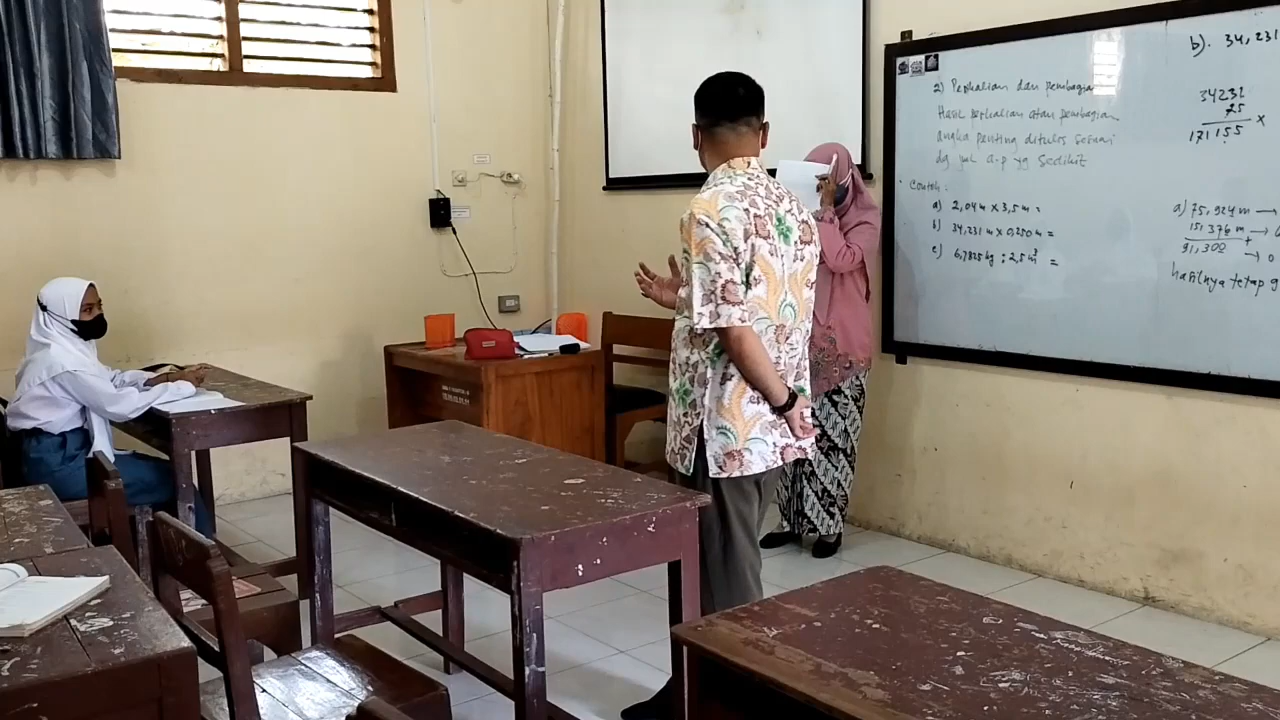 2) Perkalian dan pembagian
Hasil perkalian atau pembagian
angka penting ditulis sesuai
dg jml a.p yg sedikit
Contoh :
a) 2,04 m x 3,5 m =
b) 34,231 m x 0,250 m =
c) 6,7825 kg : 2,5 m³ =
b). 34,231
34231
25
x
171155
a) 75,924 m →
15,376 m →
+
91,300 →
hasilnya tetap